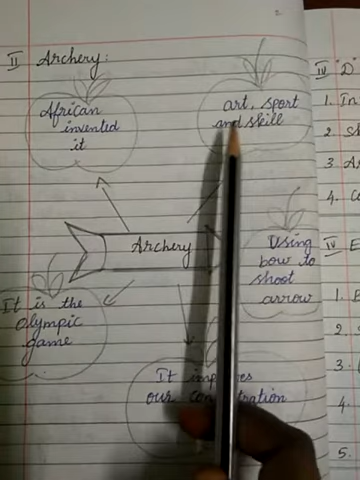 II Archery:
African
invented
it
art, sport
and skill
Archery
Using
bow to
shoot
arrow
It is the
Olympic
game
It
our
IV "D"
1. In
2
3.
4.
IV
1.
2.
3.
4.
5.